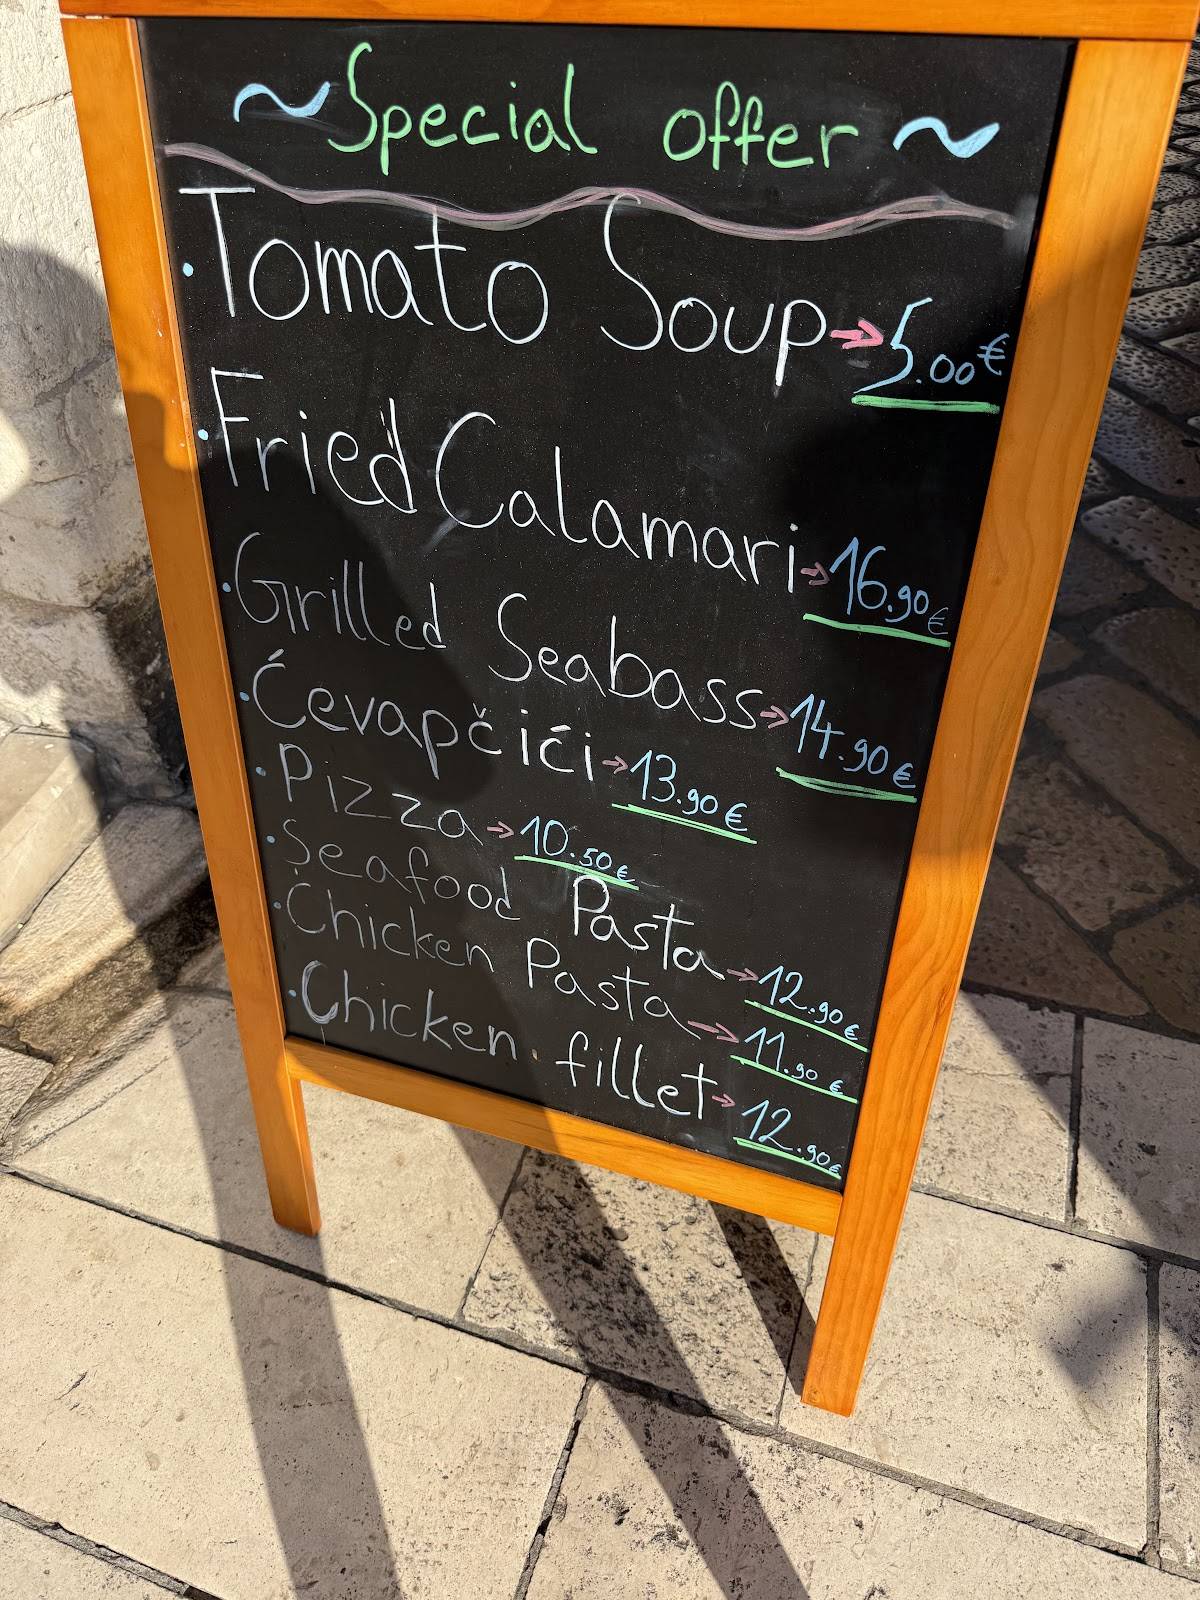 ~ Special offer ~
• Tomato Soup → 5.00 €
• Fried Calamari → 16.90 €
• Grilled Seabass → 14.90 €
• Ćevapčići → 13.90 €
• Pizza → 10.50 €
• Seafood Pasta → 12.90 €
• Chicken Pasta → 11.90 €
• Chicken fillet → 12.90 €